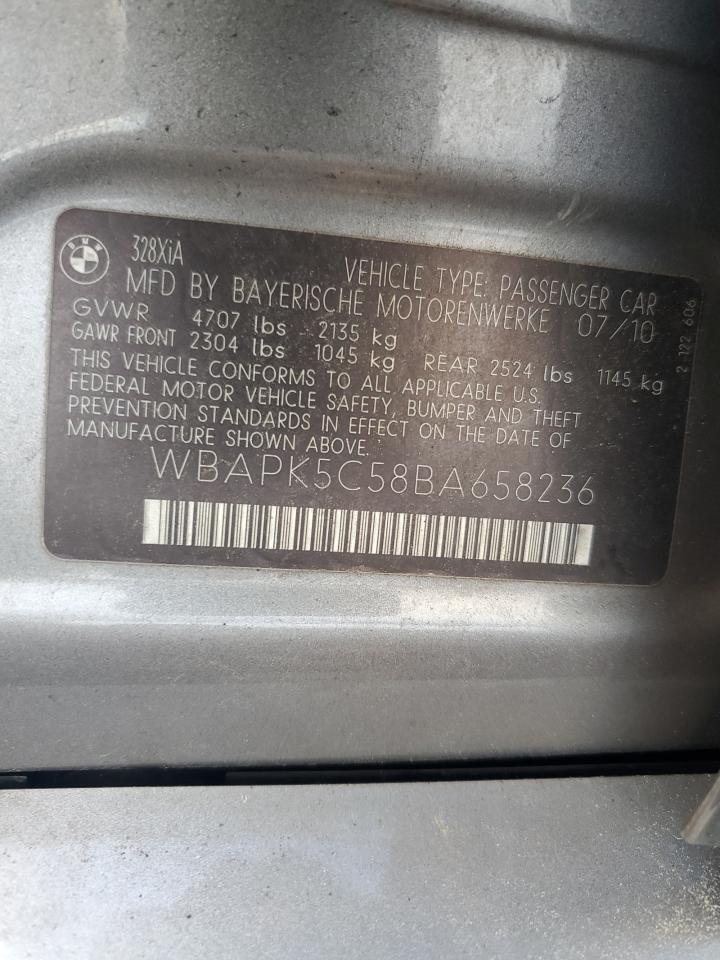 BMW
328XiA
VEHICLE TYPE: PASSENGER CAR
MFD BY BAYERISCHE MOTORENWERKE 07/10
GVWR 4707 lbs 2135 kg
GAWR FRONT 2304 lbs 1045 kg REAR 2524 lbs 1145 kg
THIS VEHICLE CONFORMS TO ALL APPLICABLE U.S.
FEDERAL MOTOR VEHICLE SAFETY, BUMPER AND THEFT
PREVENTION STANDARDS IN EFFECT ON THE DATE OF
MANUFACTURE SHOWN ABOVE.
WBAPK5C58BA658236
2 122 606